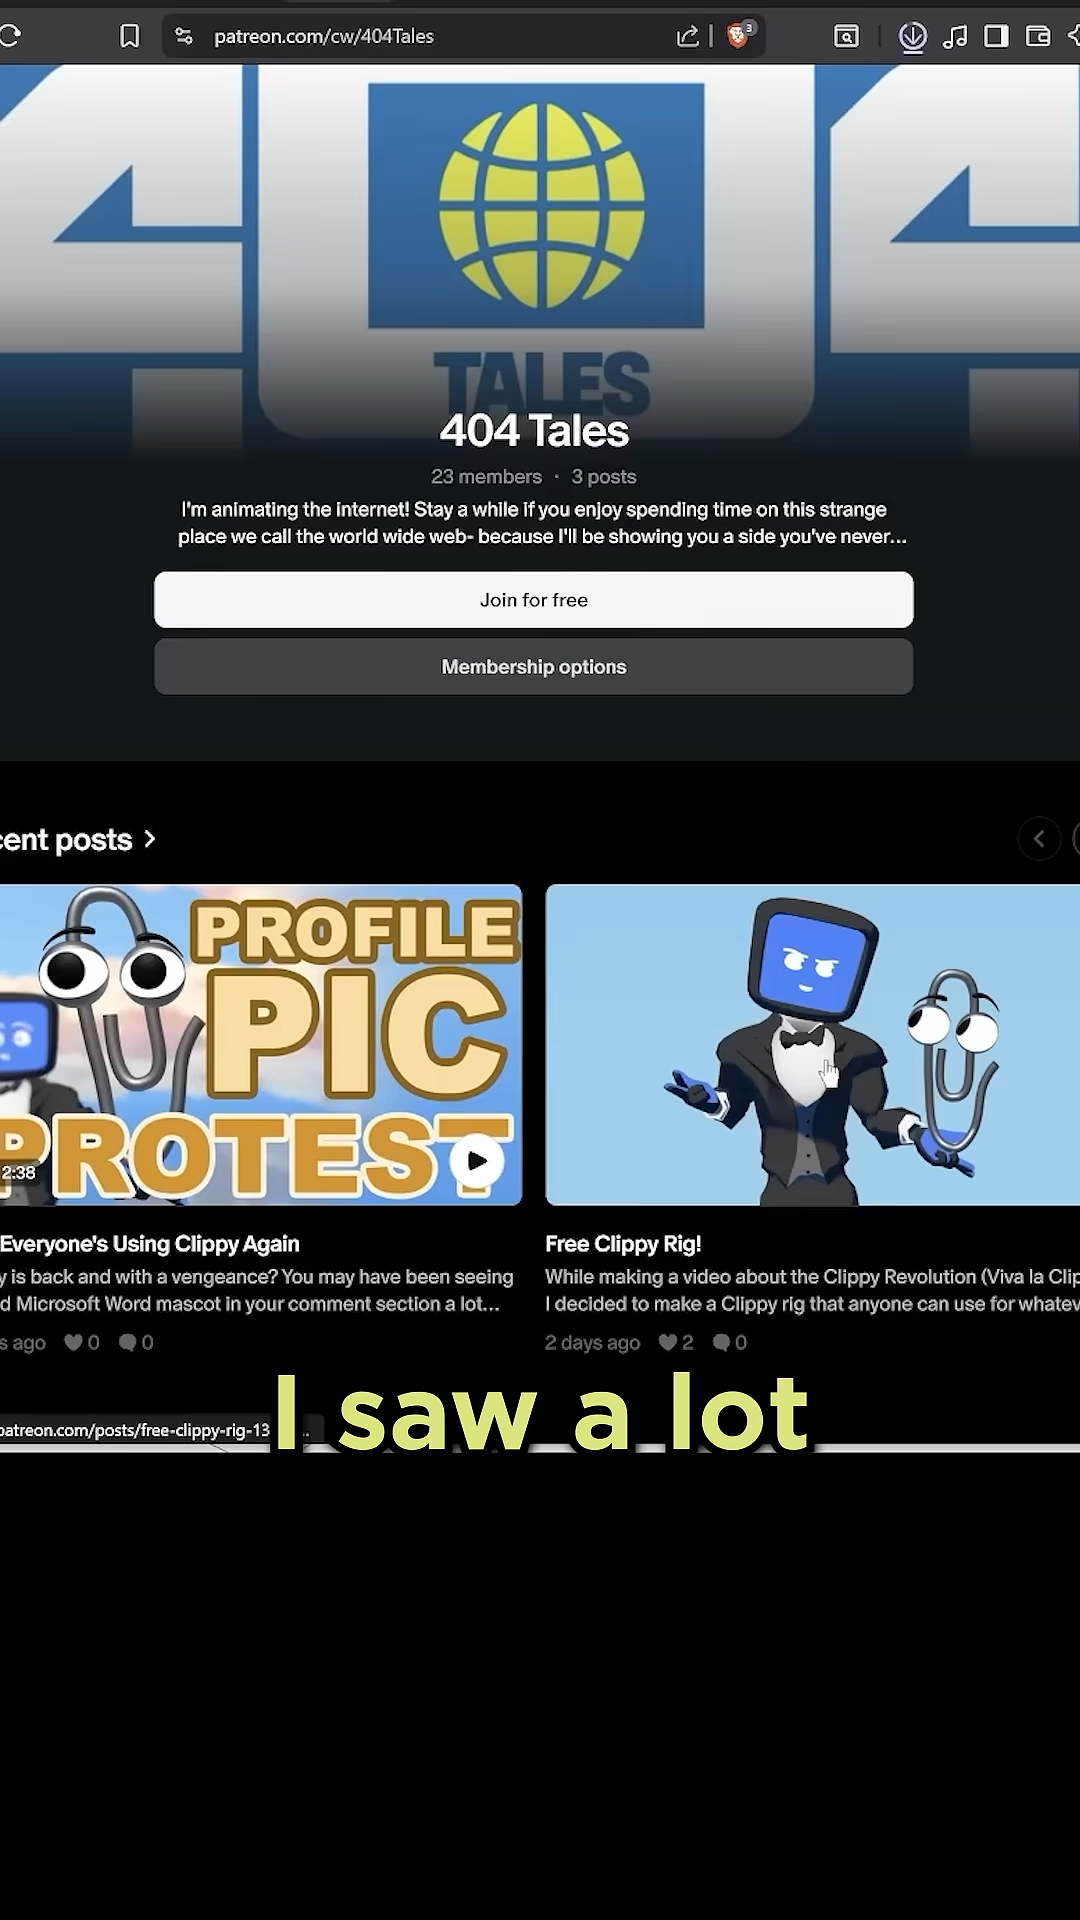 patreon.com/cw/404Tales
3
404
TALES
404 Tales
23 members · 3 posts
I'm animating the internet! Stay a while if you enjoy spending time on this strange
place we call the world wide web- because I'll be showing you a side you've never...
Join for free
Membership options
cent posts >
PROFILE
PIC
PROTEST
2:38
Everyone's Using Clippy Again
y is back and with a vengeance? You may have been seeing
d Microsoft Word mascot in your comment section a lot...
s ago 0 0
Free Clippy Rig!
While making a video about the Clippy Revolution (Viva la Clip
I decided to make a Clippy rig that anyone can use for whatev
2 days ago 2 0
I saw a lot
patreon.com/posts/free-clippy-rig-13